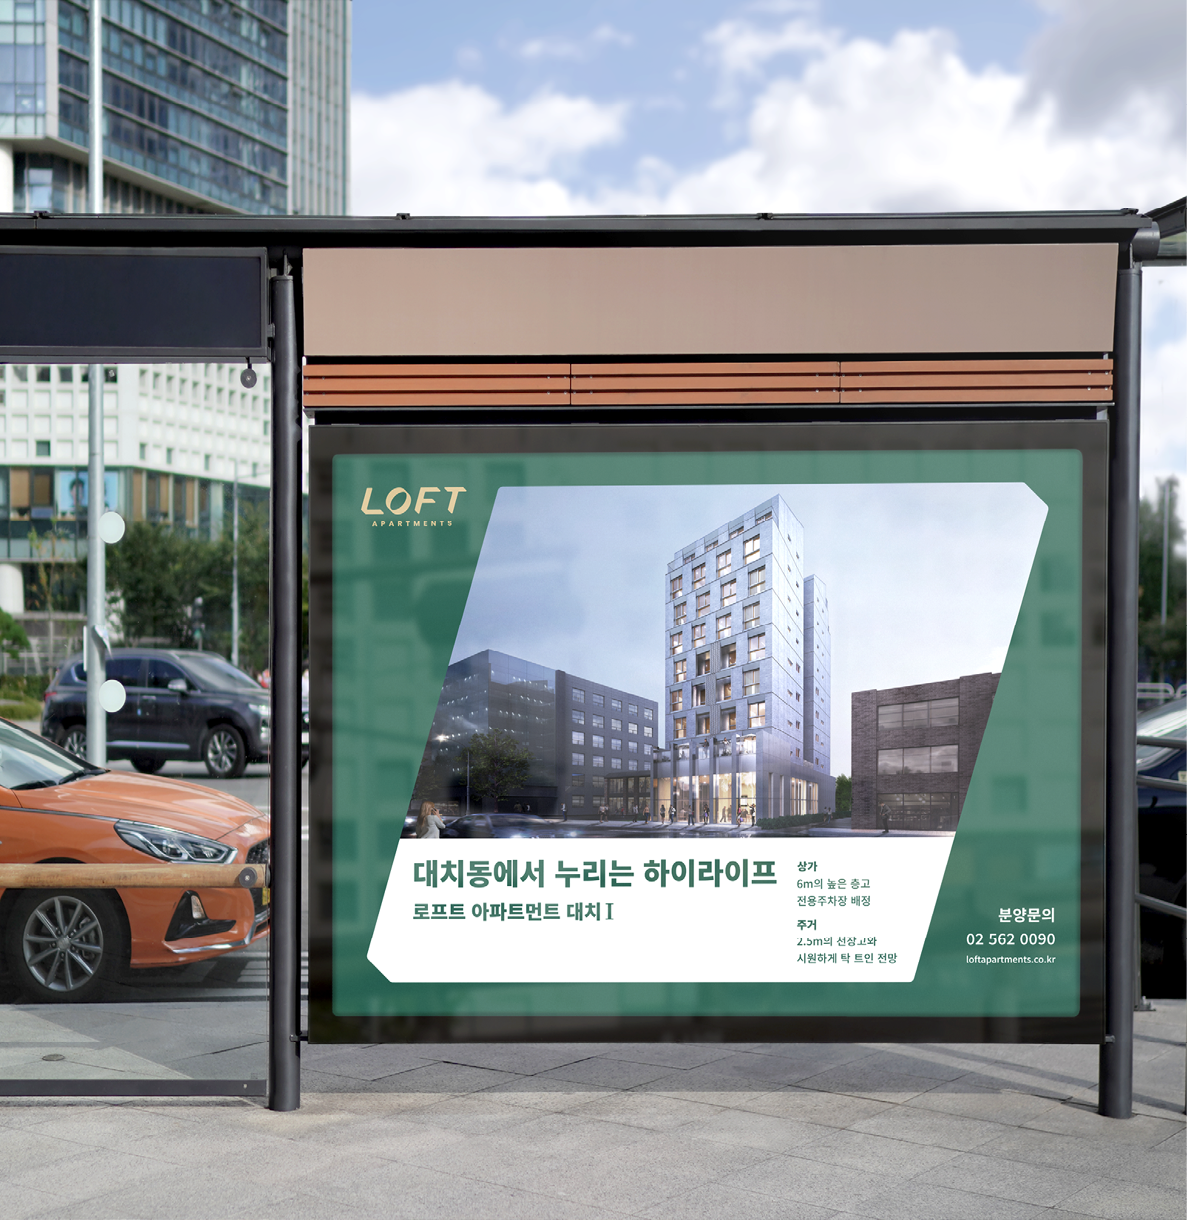 LOFT
APARTMENTS
대치동에서 누리는 하이라이프
로프트 아파트먼트 대치 I
상가
6m의 높은 층고
전용주차장 배정
주거
2.5m의 천장고와
시원하게 탁 트인 전망
분양문의
02 562 0090
loftapartments.co.kr